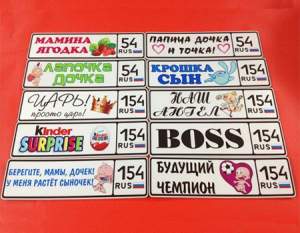 МАМИНА
ЯГОДКА
54
RUS
ПАПИНА ДОЧКА
И ТОЧКА!
54
RUS
ЛАПОЧКА
ДОЧКА
54
RUS
КРОШКА
СЫН
154
RUS
ЦАРЬ!
просто царь!
154
RUS
НАШ
АНГЕЛ
154
RUS
Kinder
SURPRISE
154
RUS
BOSS
154
RUS
БЕРЕГИТЕ, МАМЫ, ДОЧЕК!
У МЕНЯ РАСТЁТ СЫНОЧЕК!
154
RUS
БУДУЩИЙ
ЧЕМПИОН
154
RUS